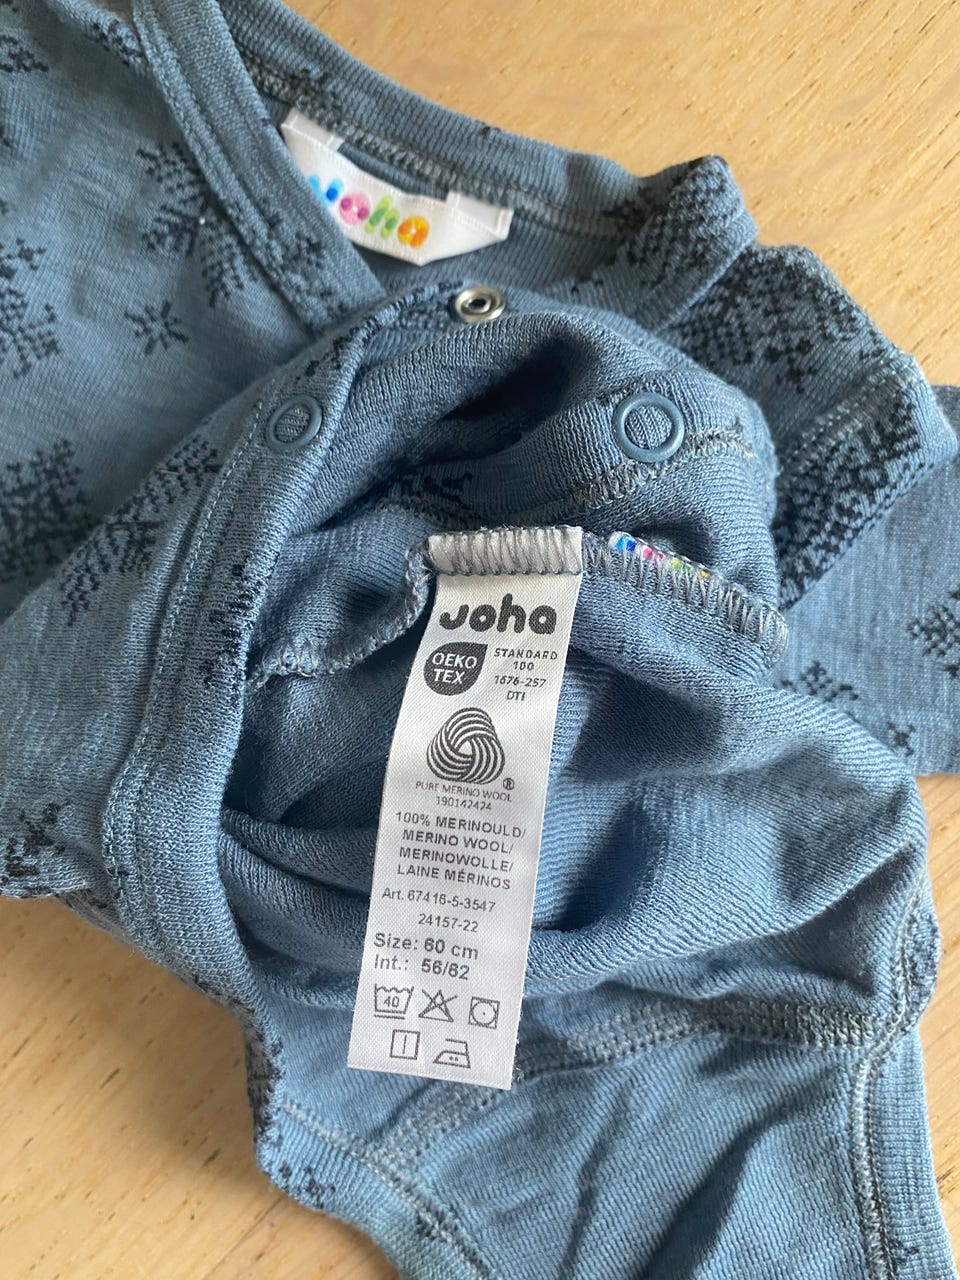 Joha
Joha
OEKO
TEX
STANDARD
100
1676-257
DTI
PURE MERINO WOOL
®
190142424
100% MERINOULD/
MERINO WOOL/
MERINOWOLLE/
LAINE MÉRINOS
Art. 67416-5-3547
24157-22
Size: 60 cm
Int.: 56/62
40